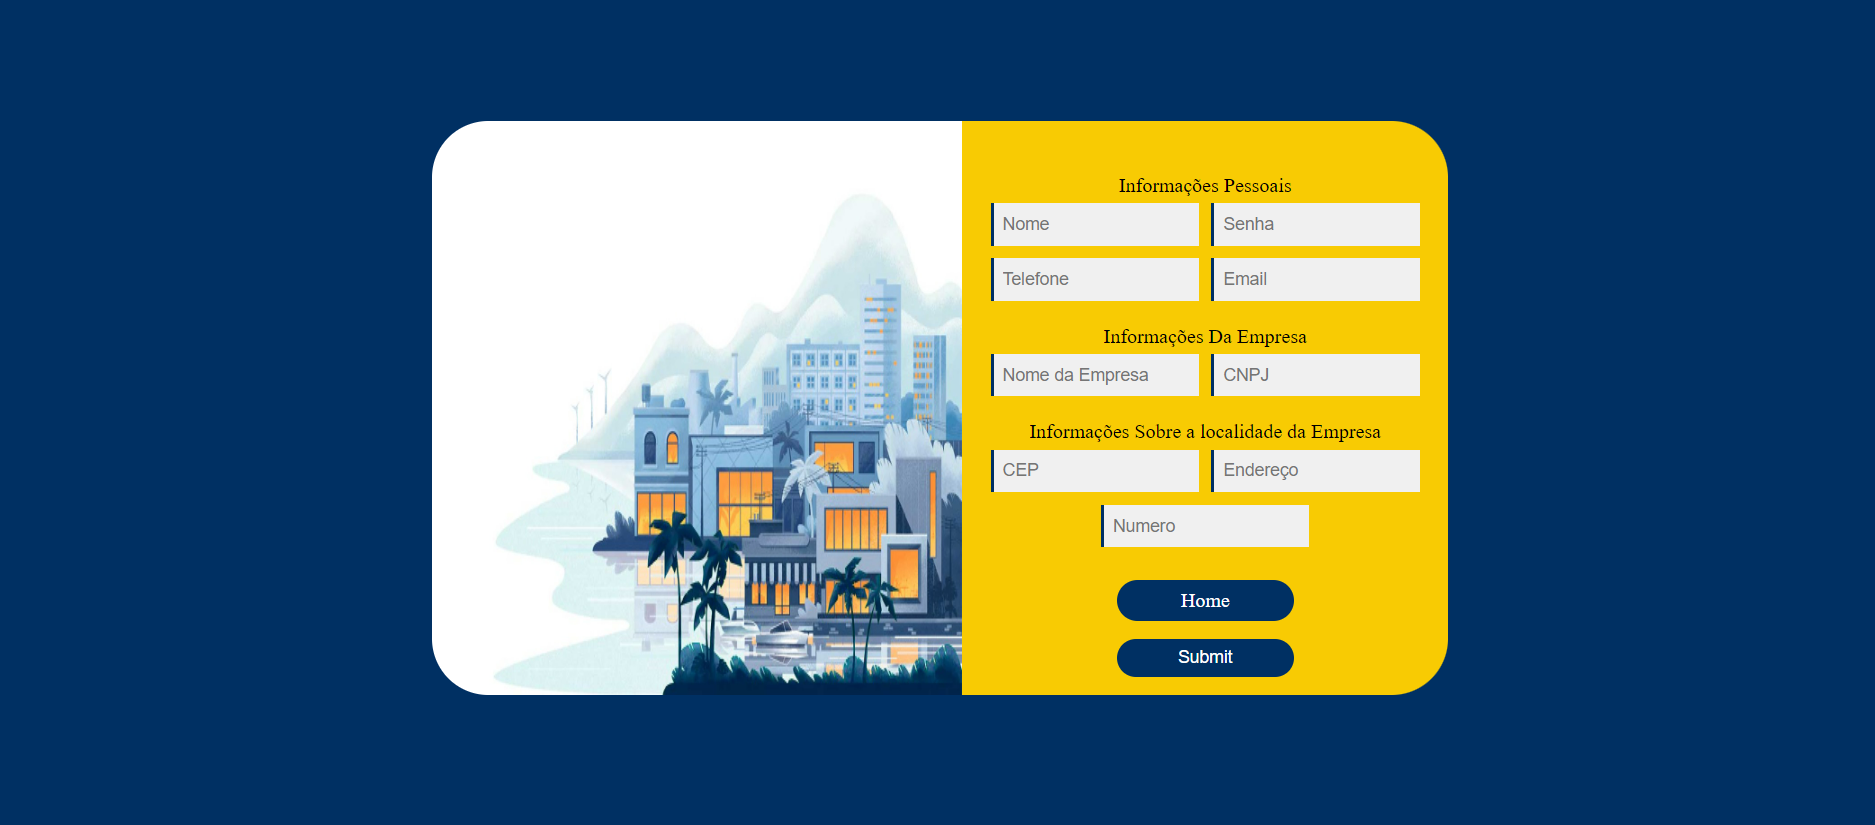 Informações Pessoais
Nome Senha
Telefone Email
Informações Da Empresa
Nome da Empresa CNPJ
Informações Sobre a localidade da Empresa
CEP Endereço
Numero
Home
Submit